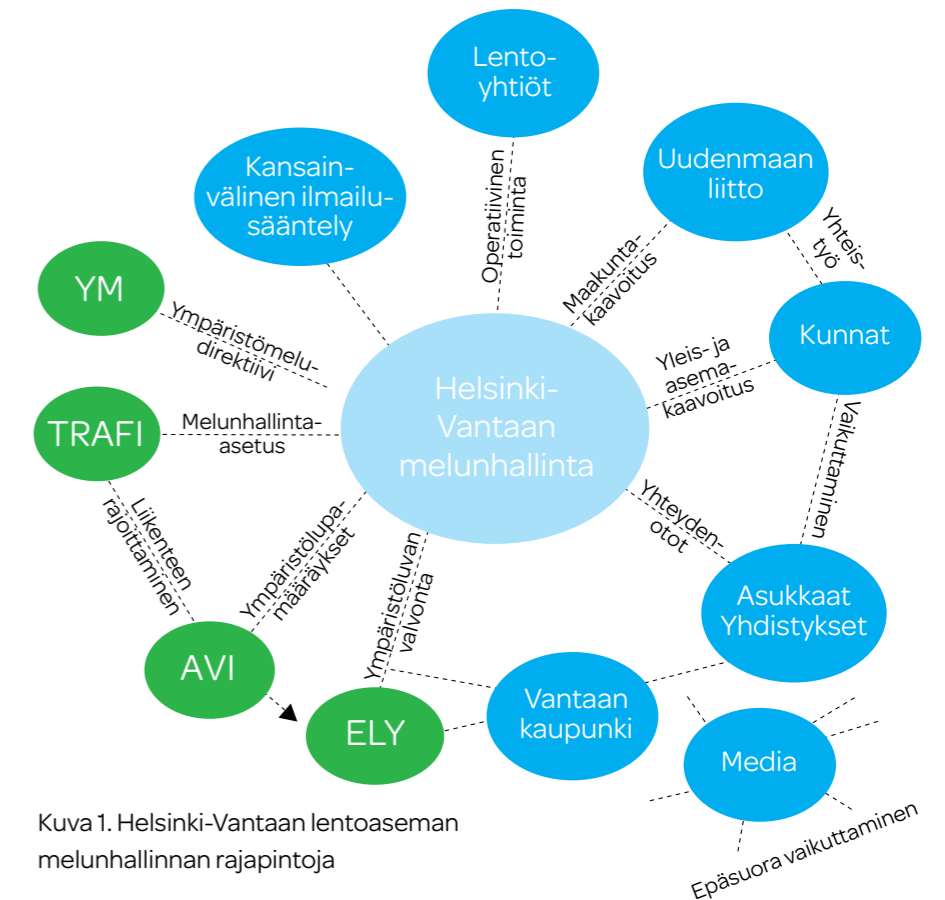 Lento-
yhtiöt
Kansain-
välinen ilmailu-
sääntely
Operatiivinen
toiminta
Uudenmaan
liitto
Maakunta-
kaavoitus
Yhteis-
työ
YM
Ympäristömelu-
direktiivi
Kunnat
Yleis- ja
asema-
kaavoitus
Helsinki-
Vantaan
melunhallinta
TRAFI
Melunhallinta-
asetus
Vaikuttaminen
Liikenteen
rajoittaminen
Ympäristölupa-
määräykset
Ympäristöluvan
valvonta
Yhteyden-
otot
Asukkaat
Yhdistykset
AVI
ELY
Vantaan
kaupunki
Media
Epäsuora vaikuttaminen
Kuva 1. Helsinki-Vantaan lentoaseman
melunhallinnan rajapintoja